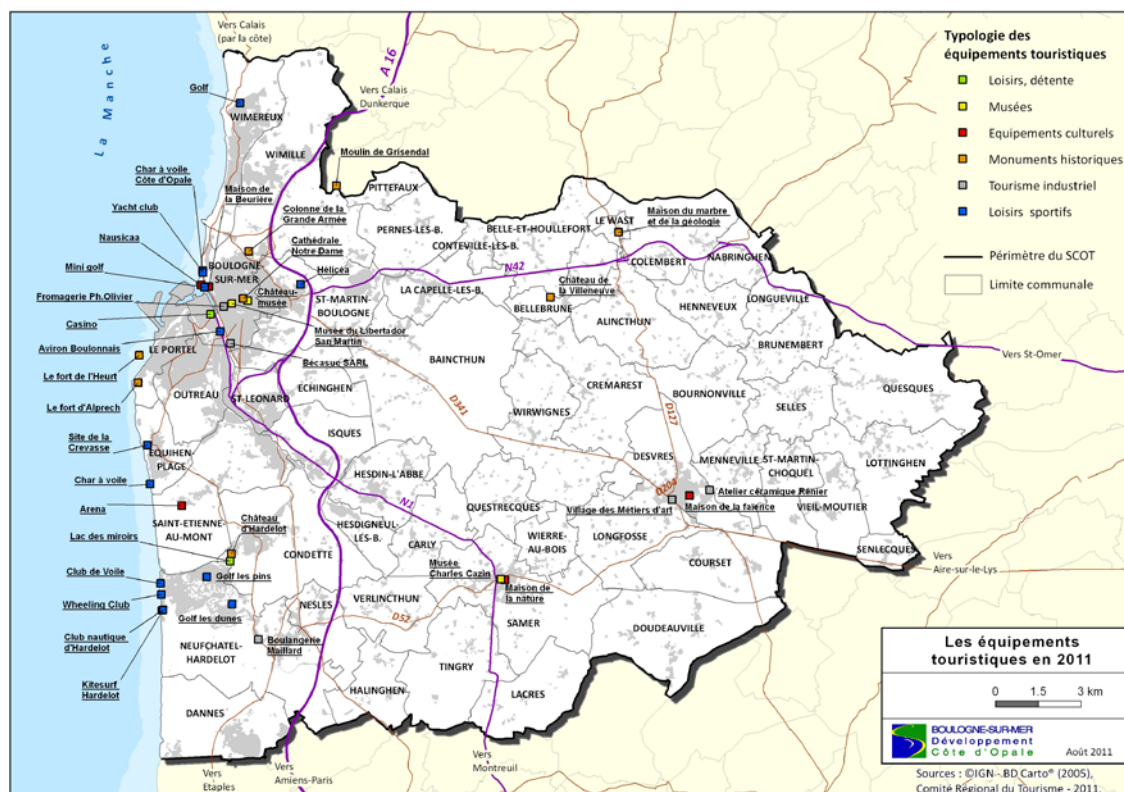 Vers Calais
(par la côte)
La Manche
A 16
Vers Calais
Dunkerque
Golf
WIMEREUX
WIMILLE
Moulin de Grisendal
Char à voile
Côte d'Opale
Maison de
la Beurière
Colonne de la
Grande Armée
Yacht club
Cathédrale
Notre Dame
Nausicaa
Mini golf
BOULOGNE
SUR-MER
Hélicéa
Château-
musée
Fromagerie Ph.Olivier
ST-MARTIN-
BOULOGNE
Casino
Musée du Libertador
San Martin
Aviron Boulonnais
LE PORTEL
Bécasuc SARL
Le fort de l'Heurt
Le fort d'Alprech
OUTREAU
ST-LEONARD
ECHINGHEN
ISQUES
Site de la
Crevasse
EQUIHEN
PLAGE
Char à voile
Arena
SAINT-ETIENNE
AU-MONT
Lac des miroirs
Château
d'Hardelot
CONDETTE
Club de Voile
Golf les pins
Wheeling Club
Golf les dunes
NESLES
Club nautique
d'Hardelot
NEUFCHATEL-
HARDELOT
Boulangerie
Maillard
Kitesurf
Hardelot
DANNES
HALINGHEN
Vers
Etaples
Vers
Amiens-Paris
Vers
Montreuil
PITTEFAUX
PERNES-LES-B.
CONTEVILLE-LES-B.
BELLE-ET-HOULLEFORT
LE WAST
Maison du marbre
et de la géologie
COLEMBERT
NABRINGHEN
N42
LA CAPELLE-LES-B.
Château de
la Villeneuve
BELLEBRUNE
HENNEVEUX
LONGUEVILLE
ALINCTHUN
BRUNEMBERT
Vers St-Omer
BAINCTHUN
CREMAREST
BOURNONVILLE
QUESQUES
SELLES
D341
D127
WIRWIGNES
DESVRES
MENNEVILLE
ST-MARTIN-
CHOQUEL
LOTTINGHEN
HESDIN-L'ABBE
D204
Atelier céramique Rénier
N1
QUESTRECQUES
Village des Métiers d'art
Maison de la faïence
VIEIL-MOUTIER
HESDIGNEUL
LES-B.
CARLY
WIERRE-
AU-BOIS
LONGFOSSE
SENLECQUES
Musée
Charles Cazin
COURSET
Vers
Aire-sur-le-Lys
Maison de
la nature
VERLINCTHUN
D52
SAMER
DOUDEAUVILLE
TINGRY
LACRES
Typologie des
équipements touristiques
Loisirs, détente
Musées
Equipements culturels
Monuments historiques
Tourisme industriel
Loisirs sportifs
Périmètre du SCOT
Limite communale
Les équipements
touristiques en 2011
0 1.5 3 km
BOULOGNE-SUR-MER
Développement
Côte d'Opale
Août 2011
Sources : ©IGN - BD Carto® (2005),
Comité Régional du Tourisme - 2011.